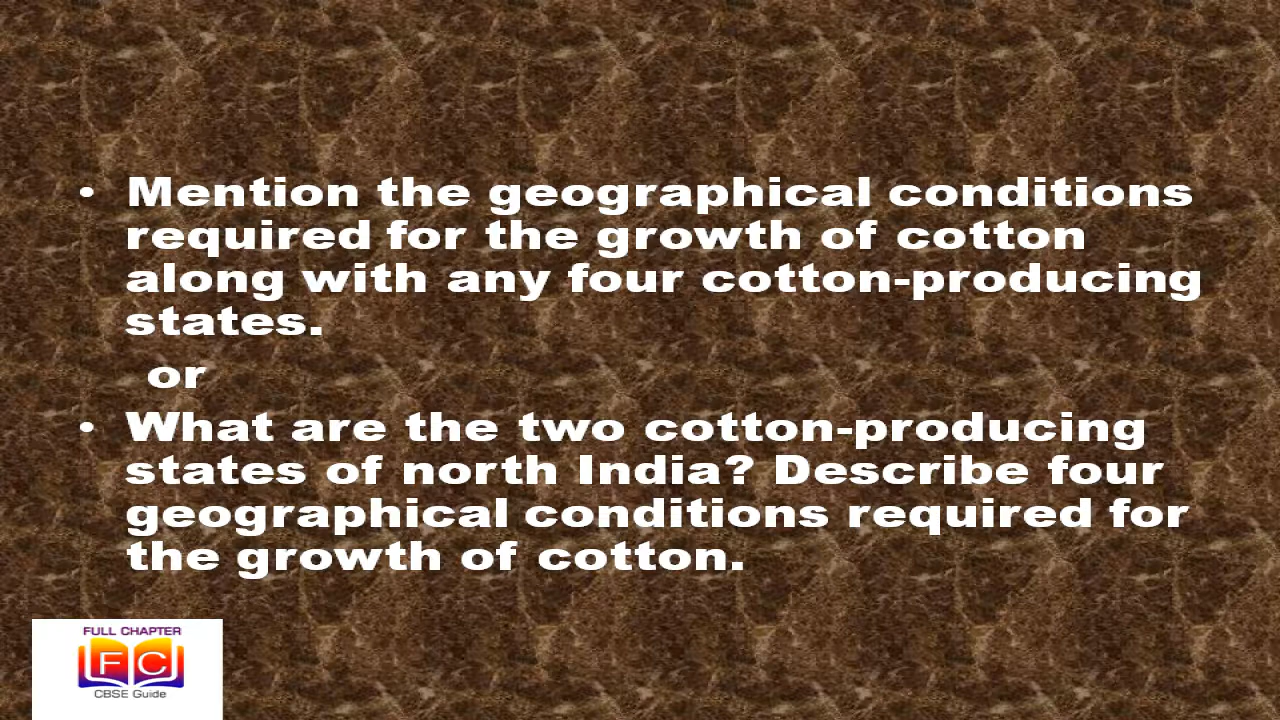 • Mention the geographical conditions
required for the growth of cotton
along with any four cotton-producing
states.
or
• What are the two cotton-producing
states of north India? Describe four
geographical conditions required for
the growth of cotton.
FULL CHAPTER
FC
CBSE Guide